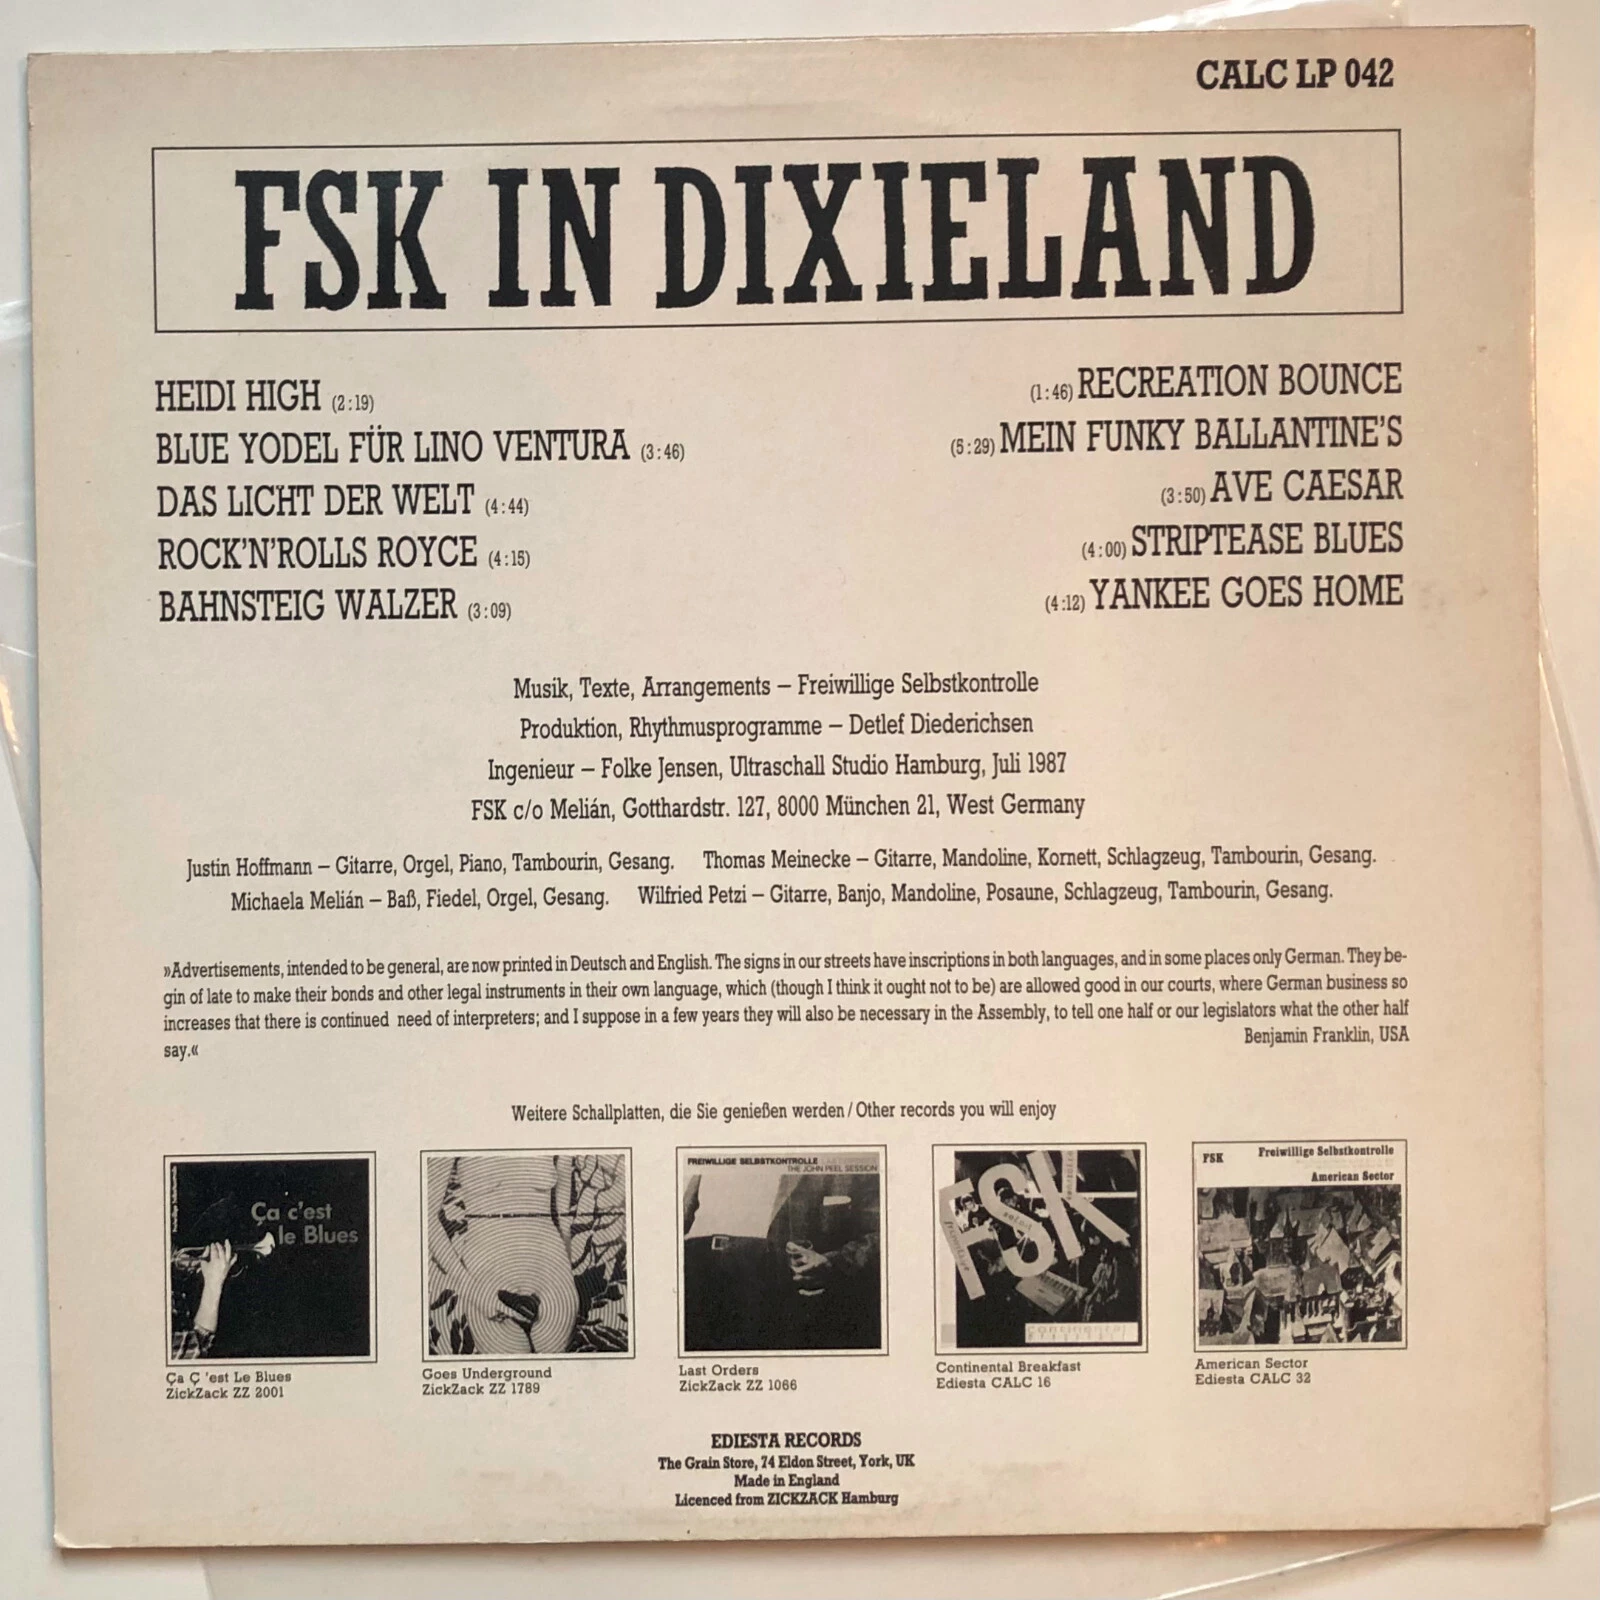 CALC LP 042
FSK IN DIXIELAND
HEIDI HIGH (2:19)
BLUE YODEL FÜR LINO VENTURA (3:46)
DAS LICHT DER WELT (4:44)
ROCK'N'ROLLS ROYCE (4:15)
BAHNSTEIG WALZER (3:09)
(1:46) RECREATION BOUNCE
(5:29) MEIN FUNKY BALLANTINE'S
(3:50) AVE CAESAR
(4:00) STRIPTEASE BLUES
(4:12) YANKEE GOES HOME
Musik, Texte, Arrangements – Freiwillige Selbstkontrolle
Produktion, Rhythmusprogramme – Detlef Diederichsen
Ingenieur – Folke Jensen, Ultraschall Studio Hamburg, Juli 1987
FSK c/o Melián, Gotthardstr. 127, 8000 München 21, West Germany
Justin Hoffmann – Gitarre, Orgel, Piano, Tambourin, Gesang. Thomas Meinecke – Gitarre, Mandoline, Kornett, Schlagzeug, Tambourin, Gesang.
Michaela Melián – Baß, Fiedel, Orgel, Gesang. Wilfried Petzi – Gitarre, Banjo, Mandoline, Posaune, Schlagzeug, Tambourin, Gesang.
»Advertisements, intended to be general, are now printed in Deutsch and English. The signs in our streets have inscriptions in both languages, and in some places only German. They be-
gin of late to make their bonds and other legal instruments in their own language, which (though I think it ought not to be) are allowed good in our courts, where German business so
increases that there is continued need of interpreters; and I suppose in a few years they will also be necessary in the Assembly, to tell one half or our legislators what the other half
say.«
Benjamin Franklin, USA
Weitere Schallplatten, die Sie genießen werden / Other records you will enjoy
Ça c'est
le Blues
FREIWILLIGE SELBSTKONTROLLE
THE JOHN PEEL SESSION
FSK
continental
FSK Freiwillige Selbstkontrolle
American Sector
Ça Ç 'est Le Blues
ZickZack ZZ 2001
Goes Underground
ZickZack ZZ 1789
Last Orders
ZickZack ZZ 1066
Continental Breakfast
Ediesta CALC 16
American Sector
Ediesta CALC 32
EDIESTA RECORDS
The Grain Store, 74 Eldon Street, York, UK
Made in England
Licenced from ZICKZACK Hamburg